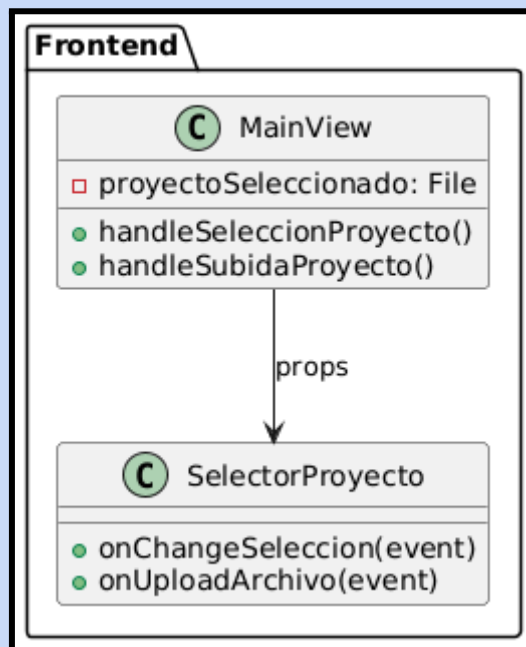 Frontend
C MainView
proyectoSeleccionado: File
handleSeleccionProyecto()
handleSubidaProyecto()
props
C SelectorProyecto
onChangeSeleccion(event)
onUploadArchivo(event)